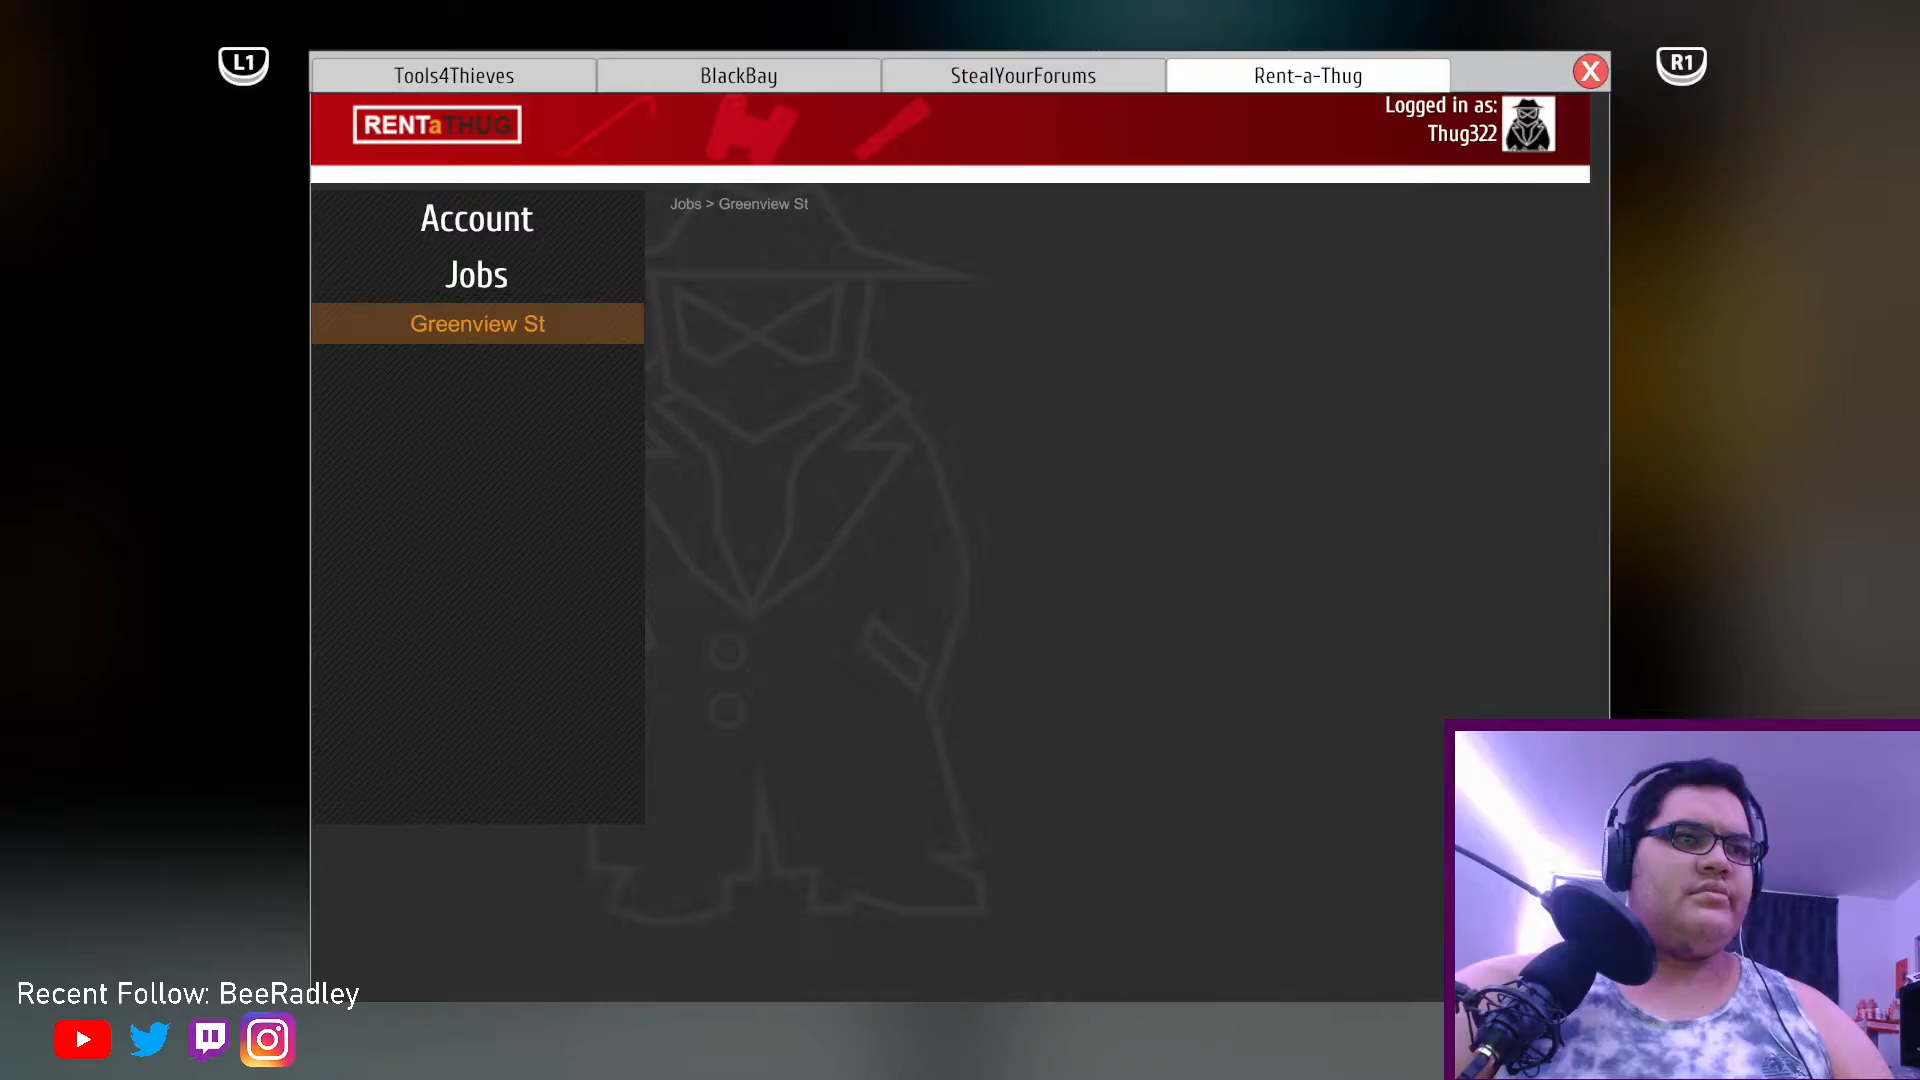 L1
Tools4Thieves
BlackBay
StealYourForums
Rent-a-Thug
X
R1
RENTaTHUG
Logged in as:
Thug322
Account
Jobs
Greenview St
Jobs > Greenview St
Recent Follow: BeeRadley